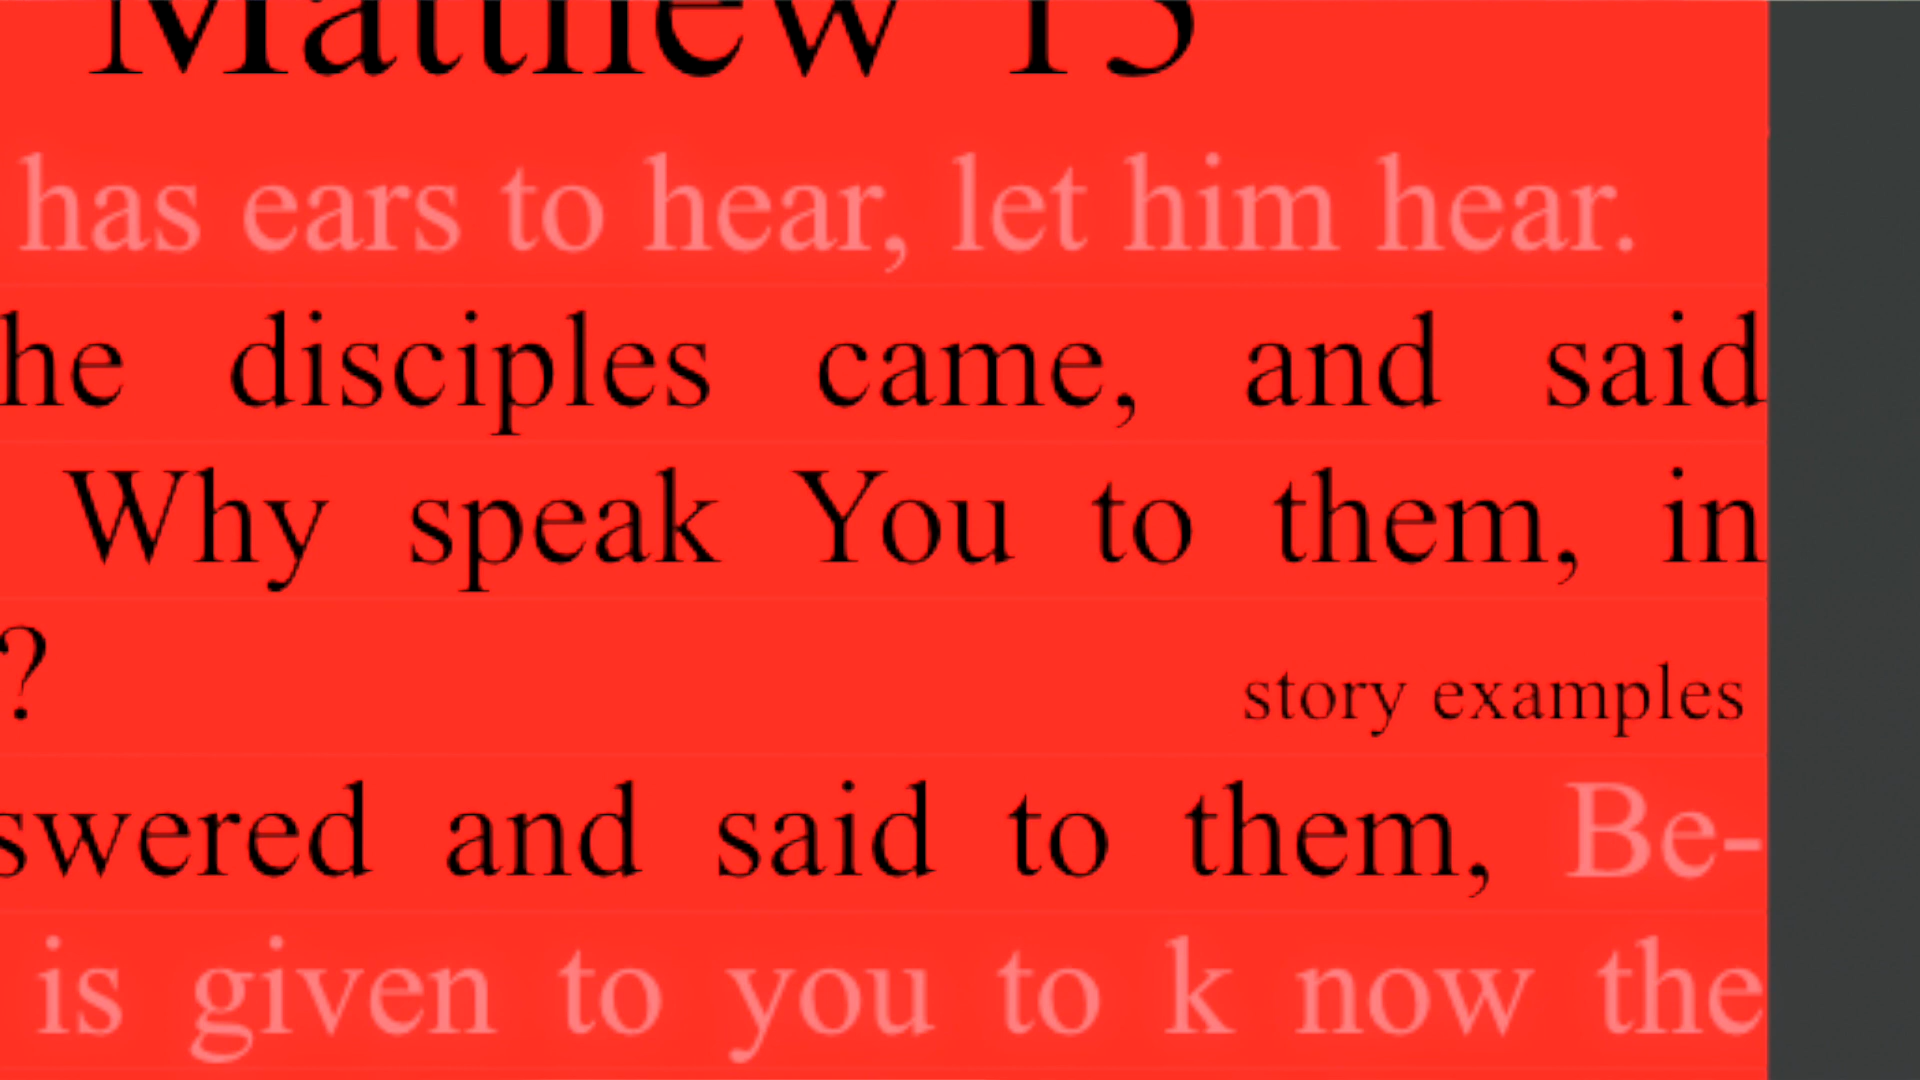 Matthew 13
has ears to hear, let him hear.
he disciples came, and said
Why speak You to them, in
?
story examples
swered and said to them, Be-
is given to you to k now the